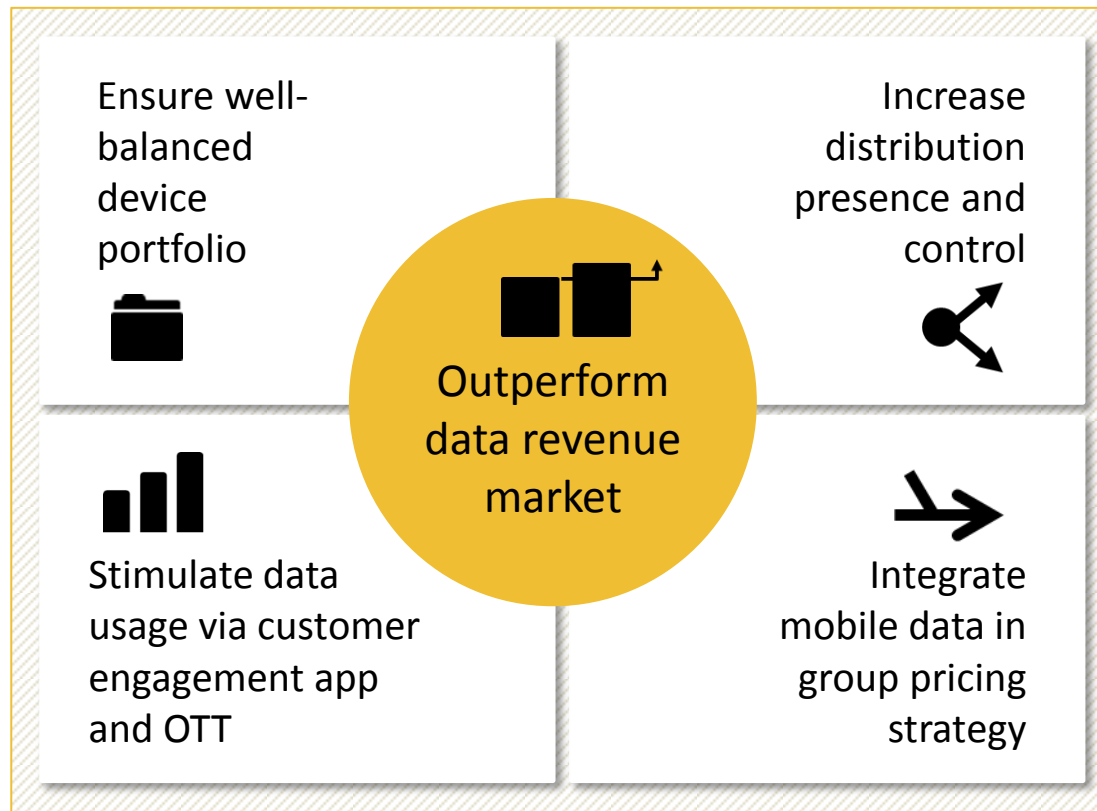 Ensure well-
balanced
device
portfolio
Increase
distribution
presence and
control
Outperform
data revenue
market
Stimulate data
usage via customer
engagement app
and OTT
Integrate
mobile data in
group pricing
strategy